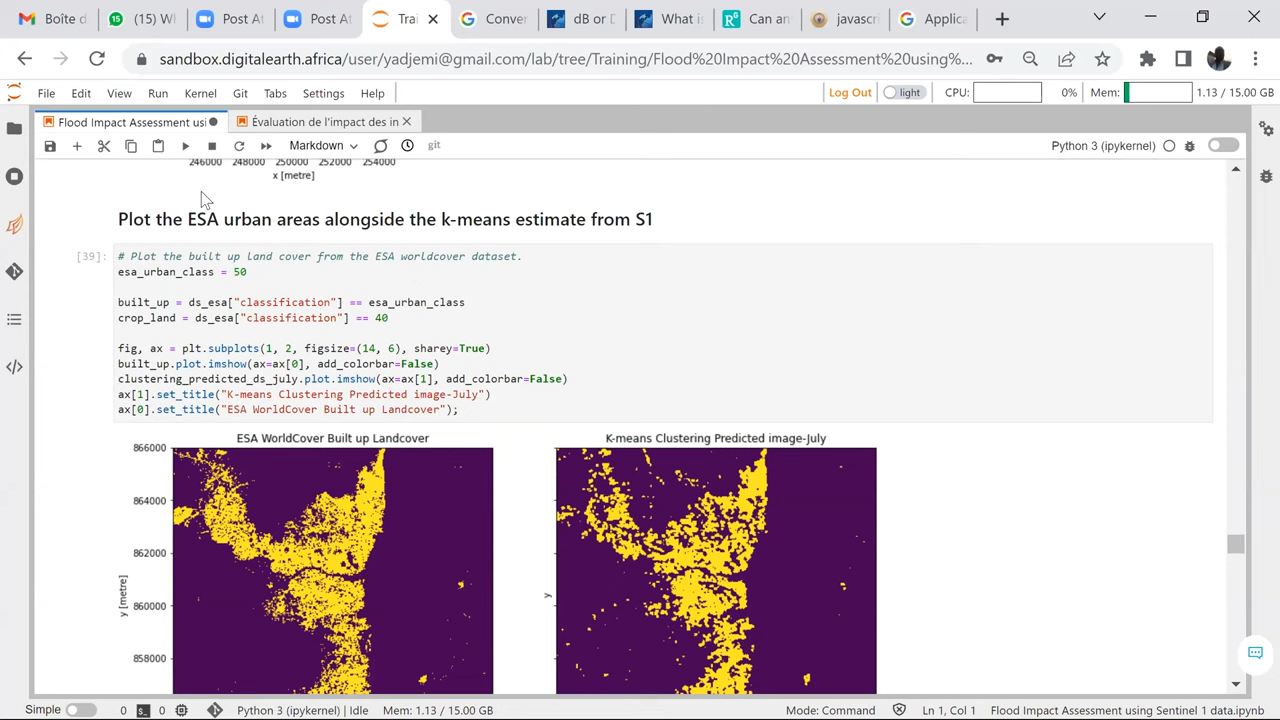 Boîte d
(15) Wh
Post At
Post At
Trai
Conver
dB or D
What is
Can an
javascr
Applica
sandbox.digitalearth.africa/user/yadjemi@gmail.com/lab/tree/Training/Flood%20Impact%20Assessment%20using%...
File Edit View Run Kernel Git Tabs Settings Help
Log Out light CPU: 0% Mem: 1.13 / 15.00 GB
Flood Impact Assessment usi
Évaluation de l'impact des in
Markdown git Python 3 (ipykernel)
246000 248000 250000 252000 254000
x [metre]
Plot the ESA urban areas alongside the k-means estimate from S1
[39]: # Plot the built up land cover from the ESA worldcover dataset.
esa_urban_class = 50
built_up = ds_esa["classification"] == esa_urban_class
crop_land = ds_esa["classification"] == 40
fig, ax = plt.subplots(1, 2, figsize=(14, 6), sharey=True)
built_up.plot.imshow(ax=ax[0], add_colorbar=False)
clustering_predicted_ds_july.plot.imshow(ax=ax[1], add_colorbar=False)
ax[1].set_title("K-means Clustering Predicted image-July")
ax[0].set_title("ESA WorldCover Built up Landcover");
ESA WorldCover Built up Landcover
K-means Clustering Predicted image-July
866000
864000
862000
860000
858000
y [metre]
y
Simple 0 0 Python 3 (ipykernel) | Idle Mem: 1.13 / 15.00 GB Mode: Command Ln 1, Col 1 Flood Impact Assessment using Sentinel 1 data.ipynb